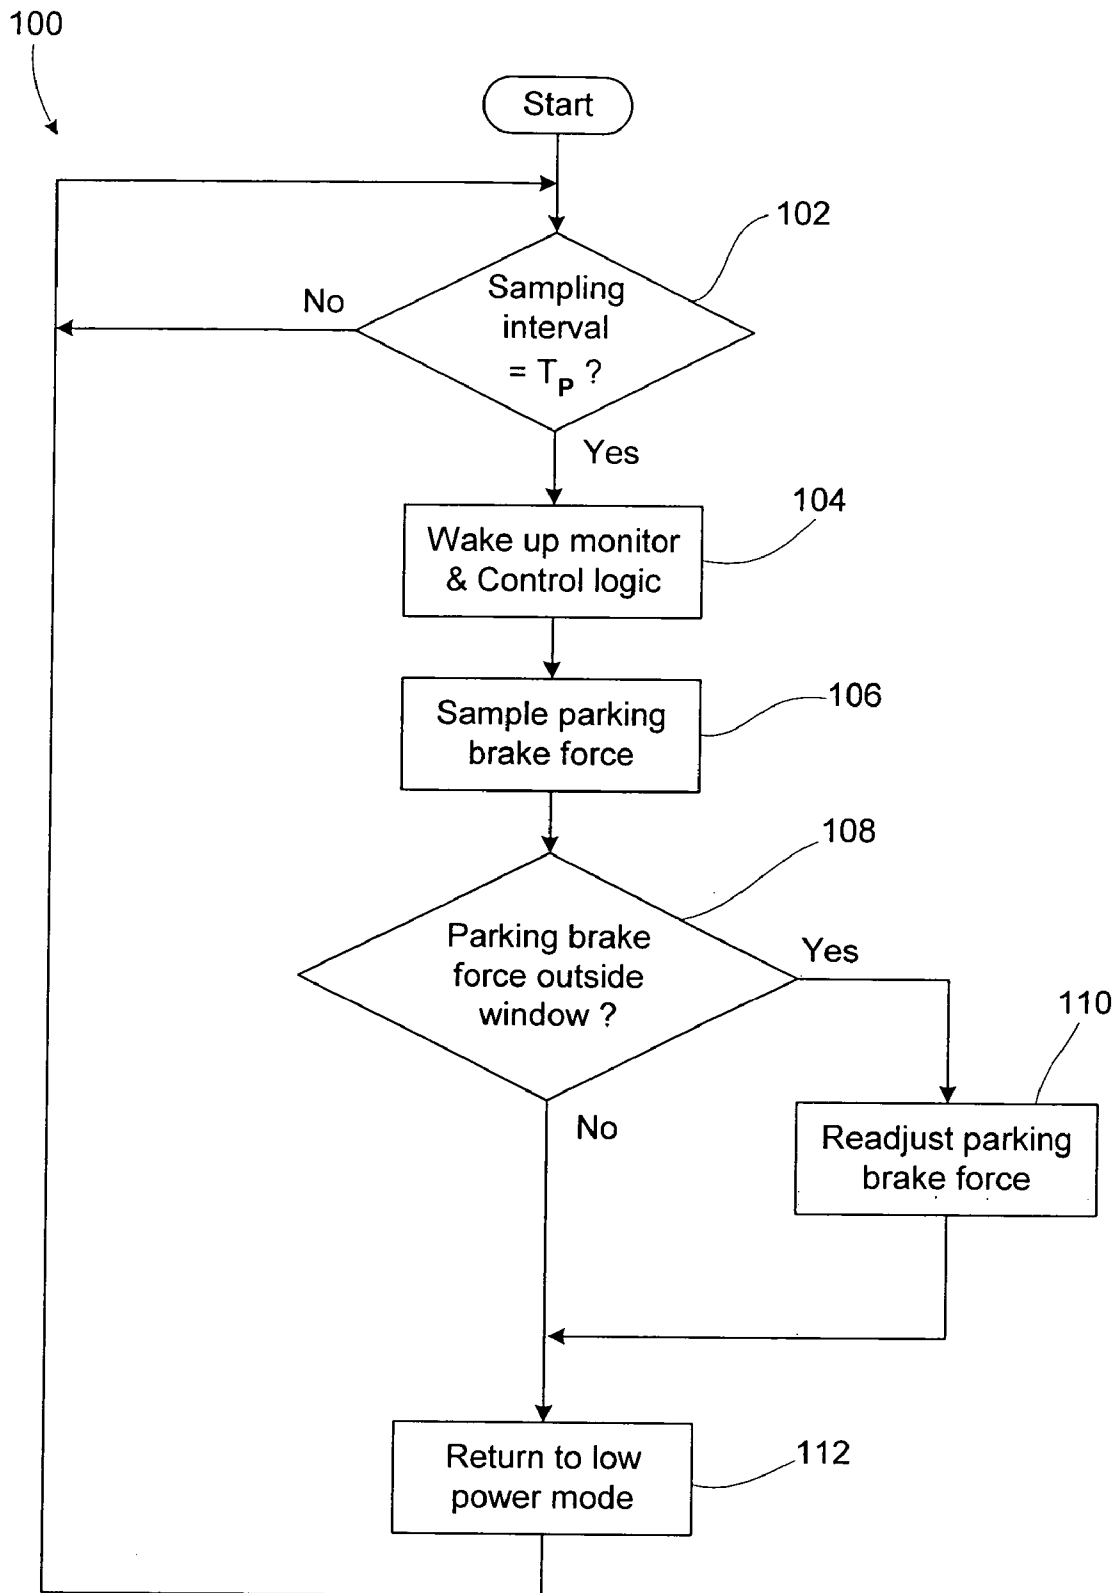 100
Start
102
Sampling
interval
= TP ?
No
Yes
104
Wake up monitor
& Control logic
106
Sample parking
brake force
108
Parking brake
force outside
window ?
Yes
No
110
Readjust parking
brake force
112
Return to low
power mode